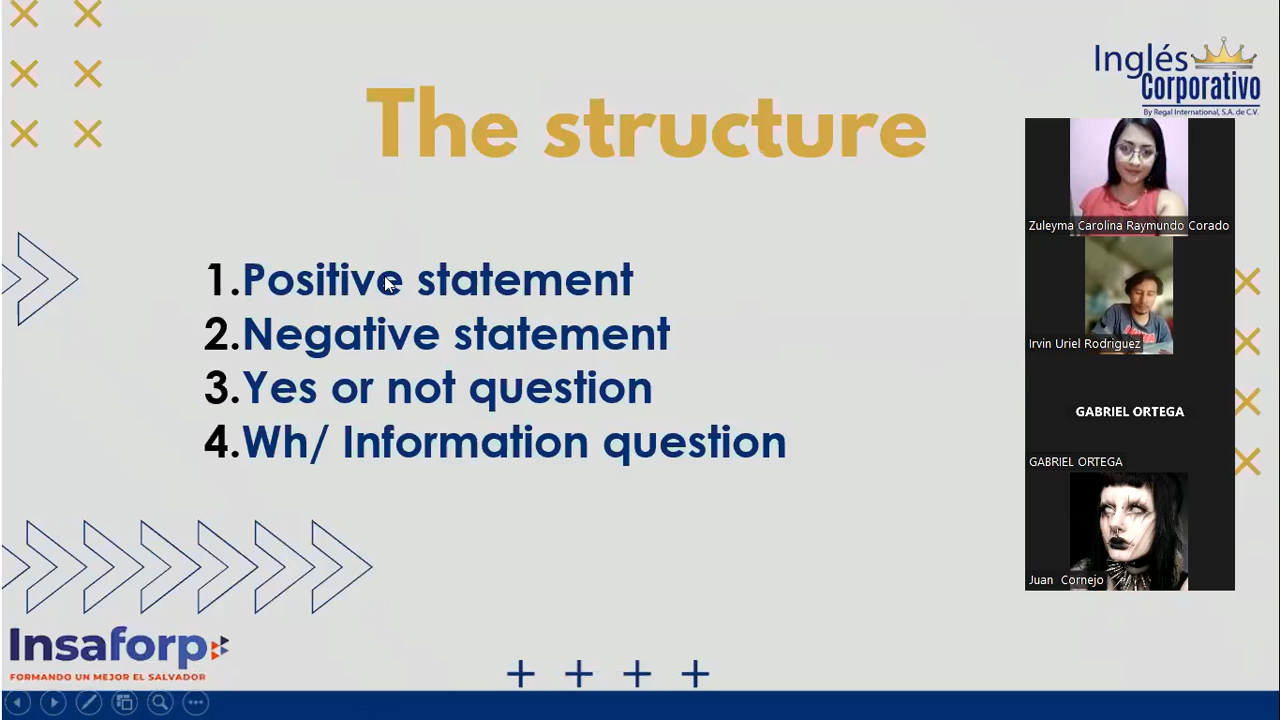 Inglés
Corporativo
By Regal International, S.A. de C.V.
The structure
1.Positive statement
2.Negative statement
3.Yes or not question
4.Wh/ Information question
Zuleyma Carolina Raymundo Corado
Irvin Uriel Rodriguez
GABRIEL ORTEGA
GABRIEL ORTEGA
Juan Cornejo
Insaforp
FORMANDO UN MEJOR EL SALVADOR